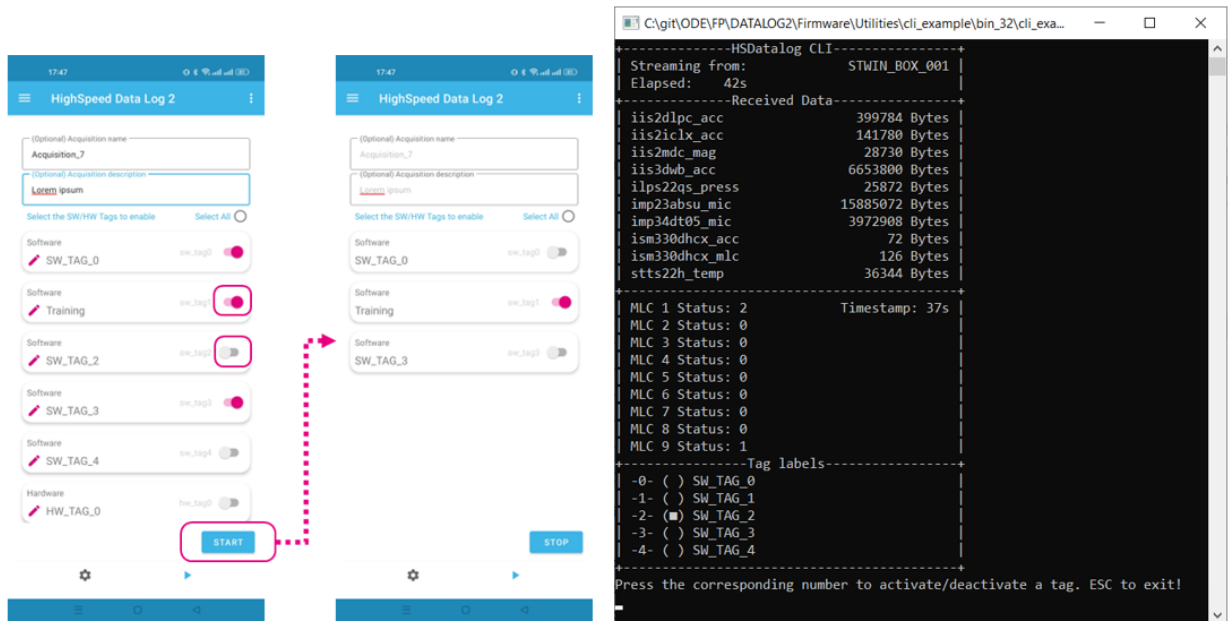 17:47
HighSpeed Data Log 2
(Optional) Acquisition name
Acquisition_7
(Optional) Acquisition description
Lorem ipsum
Select the SW/HW Tags to enable Select All
Software
SW_TAG_0 sw_tag0
Software
Training sw_tag1
Software
SW_TAG_2 sw_tag2
Software
SW_TAG_3 sw_tag3
Software
SW_TAG_4 sw_tag4
Hardware
HW_TAG_0 hw_tag0
START
17:47
HighSpeed Data Log 2
(Optional) Acquisition name
Acquisition_7
(Optional) Acquisition description
Lorem ipsum
Select the SW/HW Tags to enable Select All
Software
SW_TAG_0 sw_tag0
Software
Training sw_tag1
Software
SW_TAG_3 sw_tag3
STOP
C:\git\ODE\FP\DATALOG2\Firmware\Utilities\cli_example\bin_32\cli_exa...
+--------------HSDatalog CLI----------------+
| Streaming from: STWIN_BOX_001 |
| Elapsed: 42s |
+--------------Received Data----------------+
| iis2dlpc_acc 399784 Bytes |
| iis2iclx_acc 141780 Bytes |
| iis2mdc_mag 28730 Bytes |
| iis3dwb_acc 6653800 Bytes |
| ilps22qs_press 25872 Bytes |
| imp23absu_mic 15885072 Bytes |
| imp34dt05_mic 3972908 Bytes |
| ism330dhcx_acc 72 Bytes |
| ism330dhcx_mlc 126 Bytes |
| stts22h_temp 36344 Bytes |
| MLC 1 Status: 2 Timestamp: 37s |
| MLC 2 Status: 0 |
| MLC 3 Status: 0 |
| MLC 4 Status: 0 |
| MLC 5 Status: 0 |
| MLC 6 Status: 0 |
| MLC 7 Status: 0 |
| MLC 8 Status: 0 |
| MLC 9 Status: 1 |
+----------------Tag labels-----------------+
| -0- ( ) SW_TAG_0 |
| -1- ( ) SW_TAG_1 |
| -2- (■) SW_TAG_2 |
| -3- ( ) SW_TAG_3 |
| -4- ( ) SW_TAG_4 |
Press the corresponding number to activate/deactivate a tag. ESC to exit!